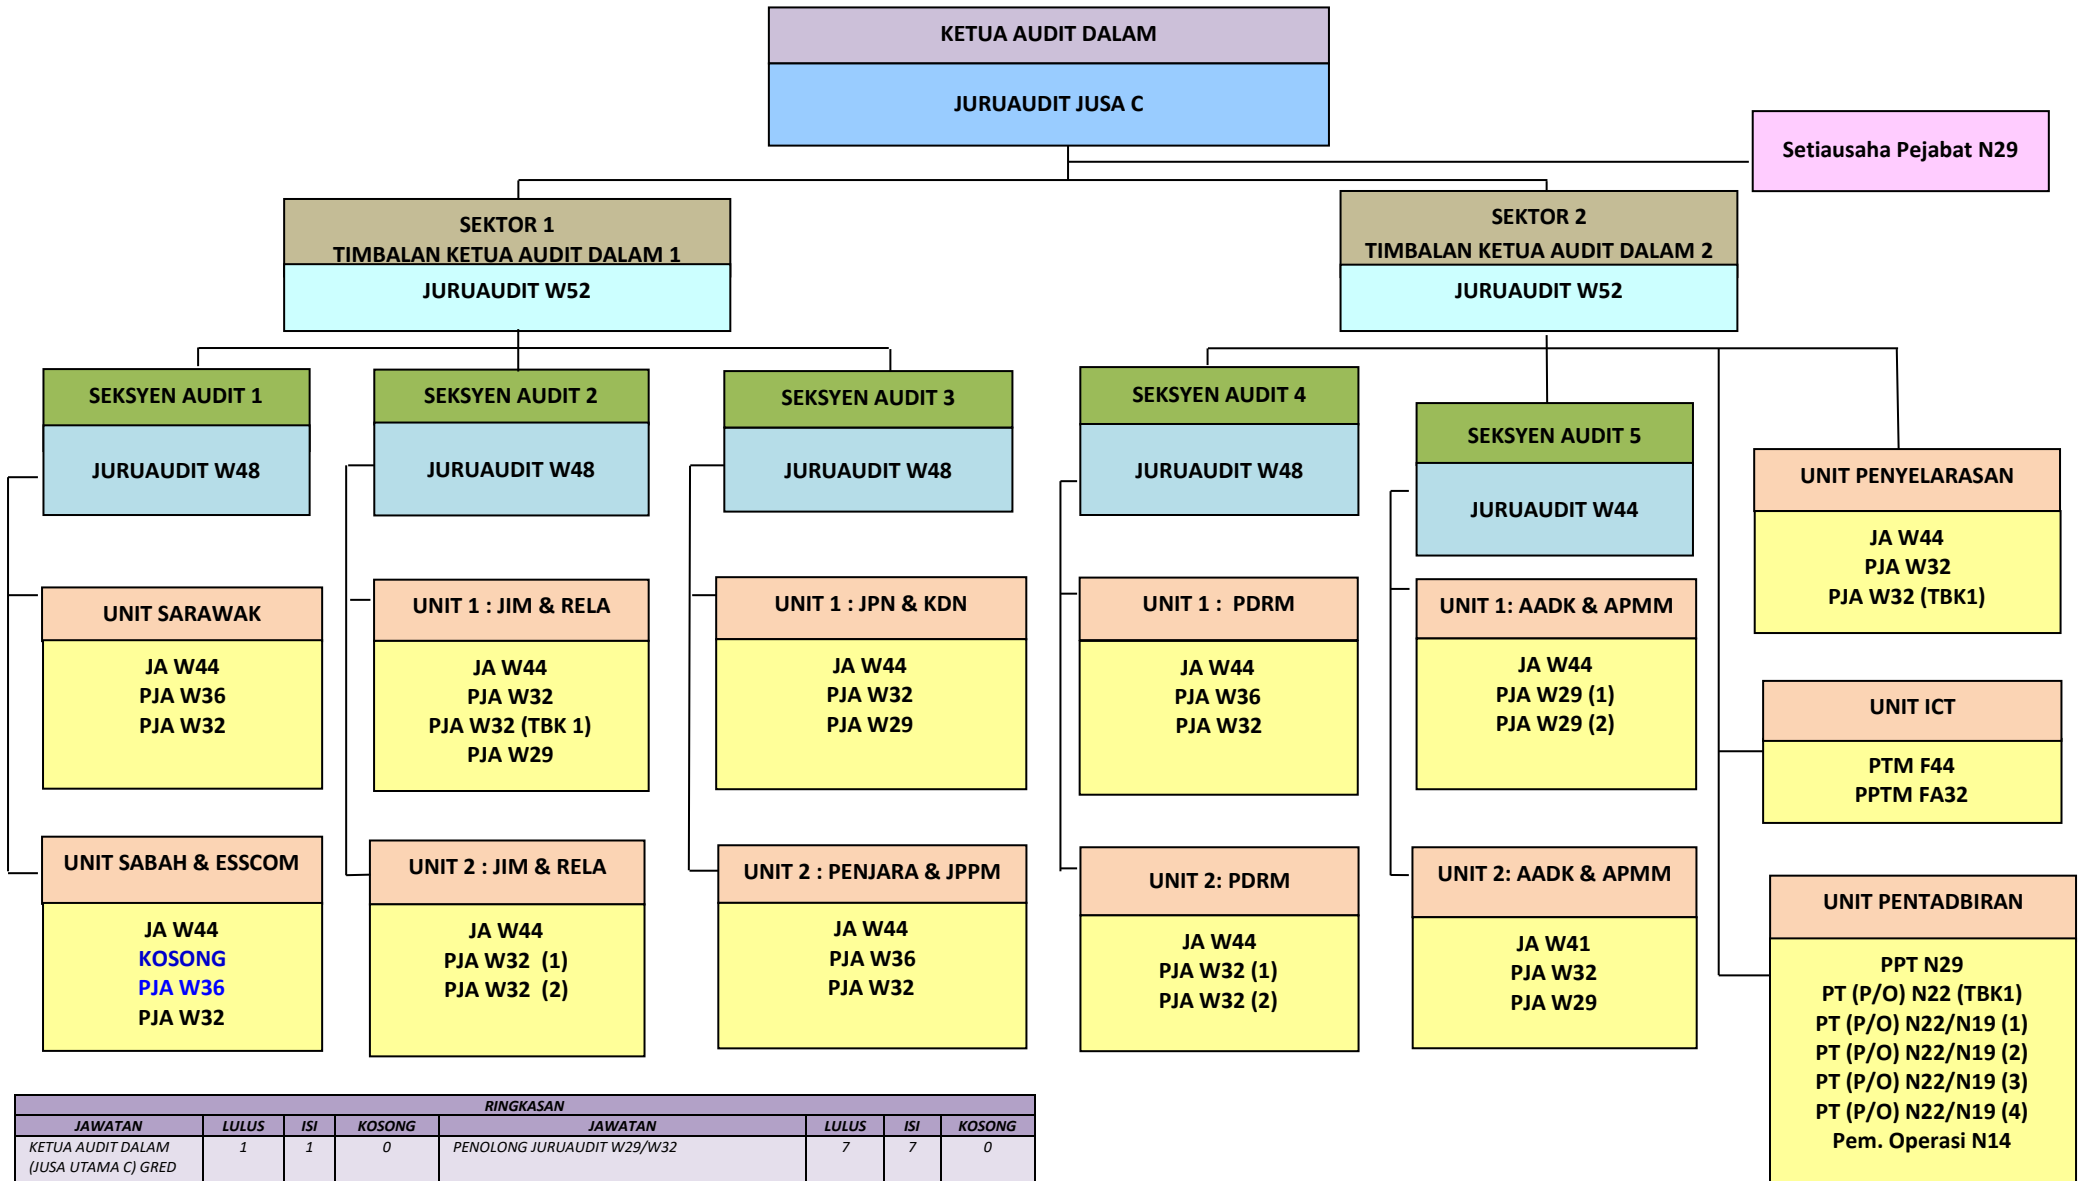 KETUA AUDIT DALAM
JURUAUDIT JUSA C
Setiausaha Pejabat N29
SEKTOR 1
TIMBALAN KETUA AUDIT DALAM 1
JURUAUDIT W52
SEKTOR 2
TIMBALAN KETUA AUDIT DALAM 2
JURUAUDIT W52
SEKSYEN AUDIT 1
JURUAUDIT W48
UNIT SARAWAK
JA W44
PJA W36
PJA W32
UNIT SABAH & ESSCOM
JA W44
KOSONG
PJA W36
PJA W32
SEKSYEN AUDIT 2
JURUAUDIT W48
UNIT 1 : JIM & RELA
JA W44
PJA W32
PJA W32 (TBK 1)
PJA W29
UNIT 2 : JIM & RELA
JA W44
PJA W32 (1)
PJA W32 (2)
SEKSYEN AUDIT 3
JURUAUDIT W48
UNIT 1 : JPN & KDN
JA W44
PJA W32
PJA W29
UNIT 2 : PENJARA & JPPM
JA W44
PJA W36
PJA W32
SEKSYEN AUDIT 4
JURUAUDIT W48
UNIT 1 : PDRM
JA W44
PJA W36
PJA W32
UNIT 2: PDRM
JA W44
PJA W32 (1)
PJA W32 (2)
SEKSYEN AUDIT 5
JURUAUDIT W44
UNIT 1: AADK & APMM
JA W44
PJA W29 (1)
PJA W29 (2)
UNIT 2: AADK & APMM
JA W41
PJA W32
PJA W29
UNIT PENYELARASAN
JA W44
PJA W32
PJA W32 (TBK1)
UNIT ICT
PTM F44
PPTM FA32
UNIT PENTADBIRAN
PPT N29
PT (P/O) N22 (TBK1)
PT (P/O) N22/N19 (1)
PT (P/O) N22/N19 (2)
PT (P/O) N22/N19 (3)
PT (P/O) N22/N19 (4)
Pem. Operasi N14
RINGKASAN
JAWATAN LULUS ISI KOSONG JAWATAN LULUS ISI KOSONG
KETUA AUDIT DALAM 1 1 0 PENOLONG JURUAUDIT W29/W32 7 7 0
(JUSA UTAMA C) GRED